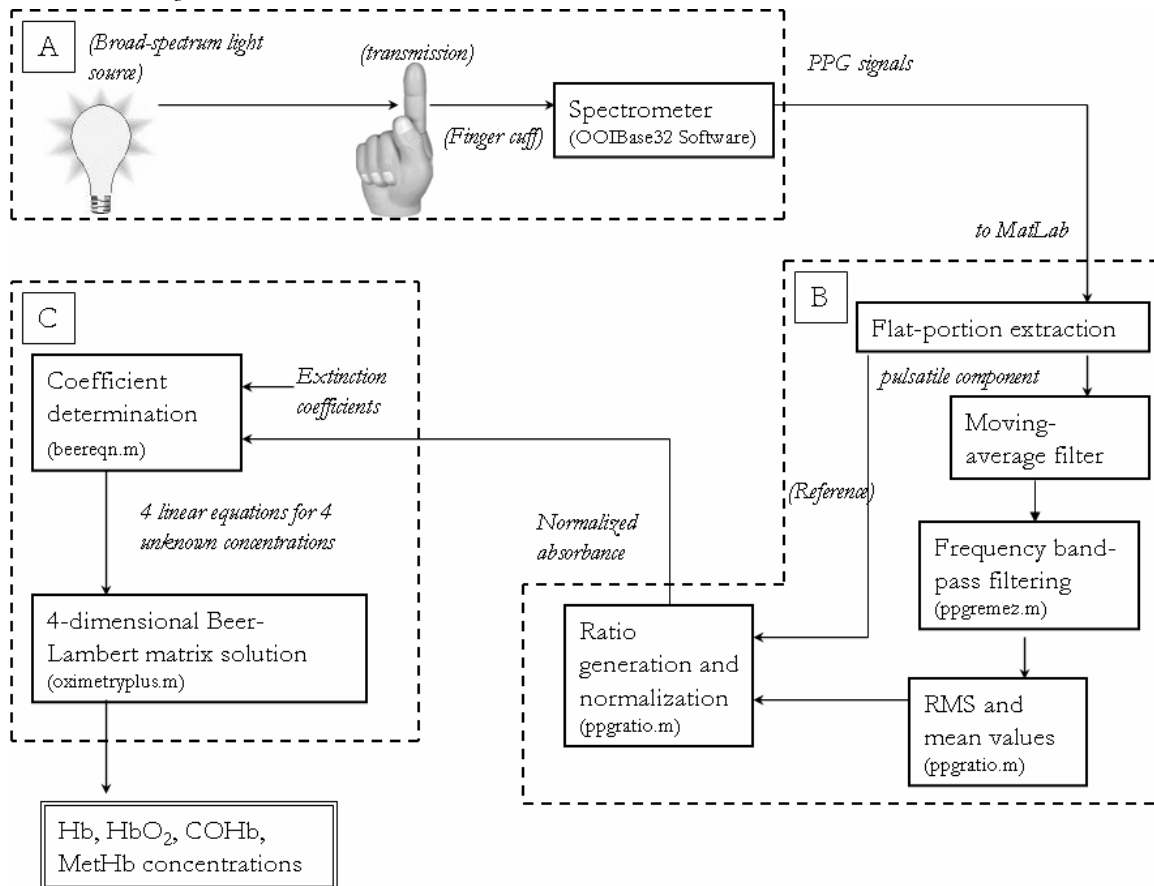 A
(Broad-spectrum light
source)
(transmission)
(Finger cuff)
Spectrometer
(OOIBase32 Software)
PPG signals
to MatLab
B
Flat-portion extraction
pulsatile component
Moving-
average filter
(Reference)
Frequency band-
pass filtering
(ppgremez.m)
RMS and
mean values
(ppgratio.m)
Ratio
generation and
normalization
(ppgratio.m)
Normalized
absorbance
C
Coefficient
determination
(beereqn.m)
Extinction
coefficients
4 linear equations for 4
unknown concentrations
4-dimensional Beer-
Lambert matrix solution
(oximetryplus.m)
Hb, HbO₂, COHb,
MetHb concentrations